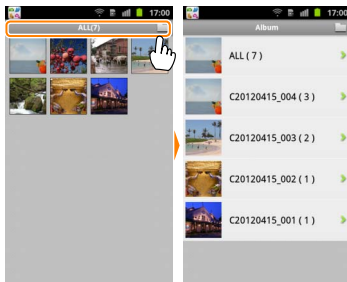 17:00
ALL(7)
17:00
Album
ALL ( 7 )
C20120415_004 ( 3 )
C20120415_003 ( 2 )
C20120415_002 ( 1 )
C20120415_001 ( 1 )